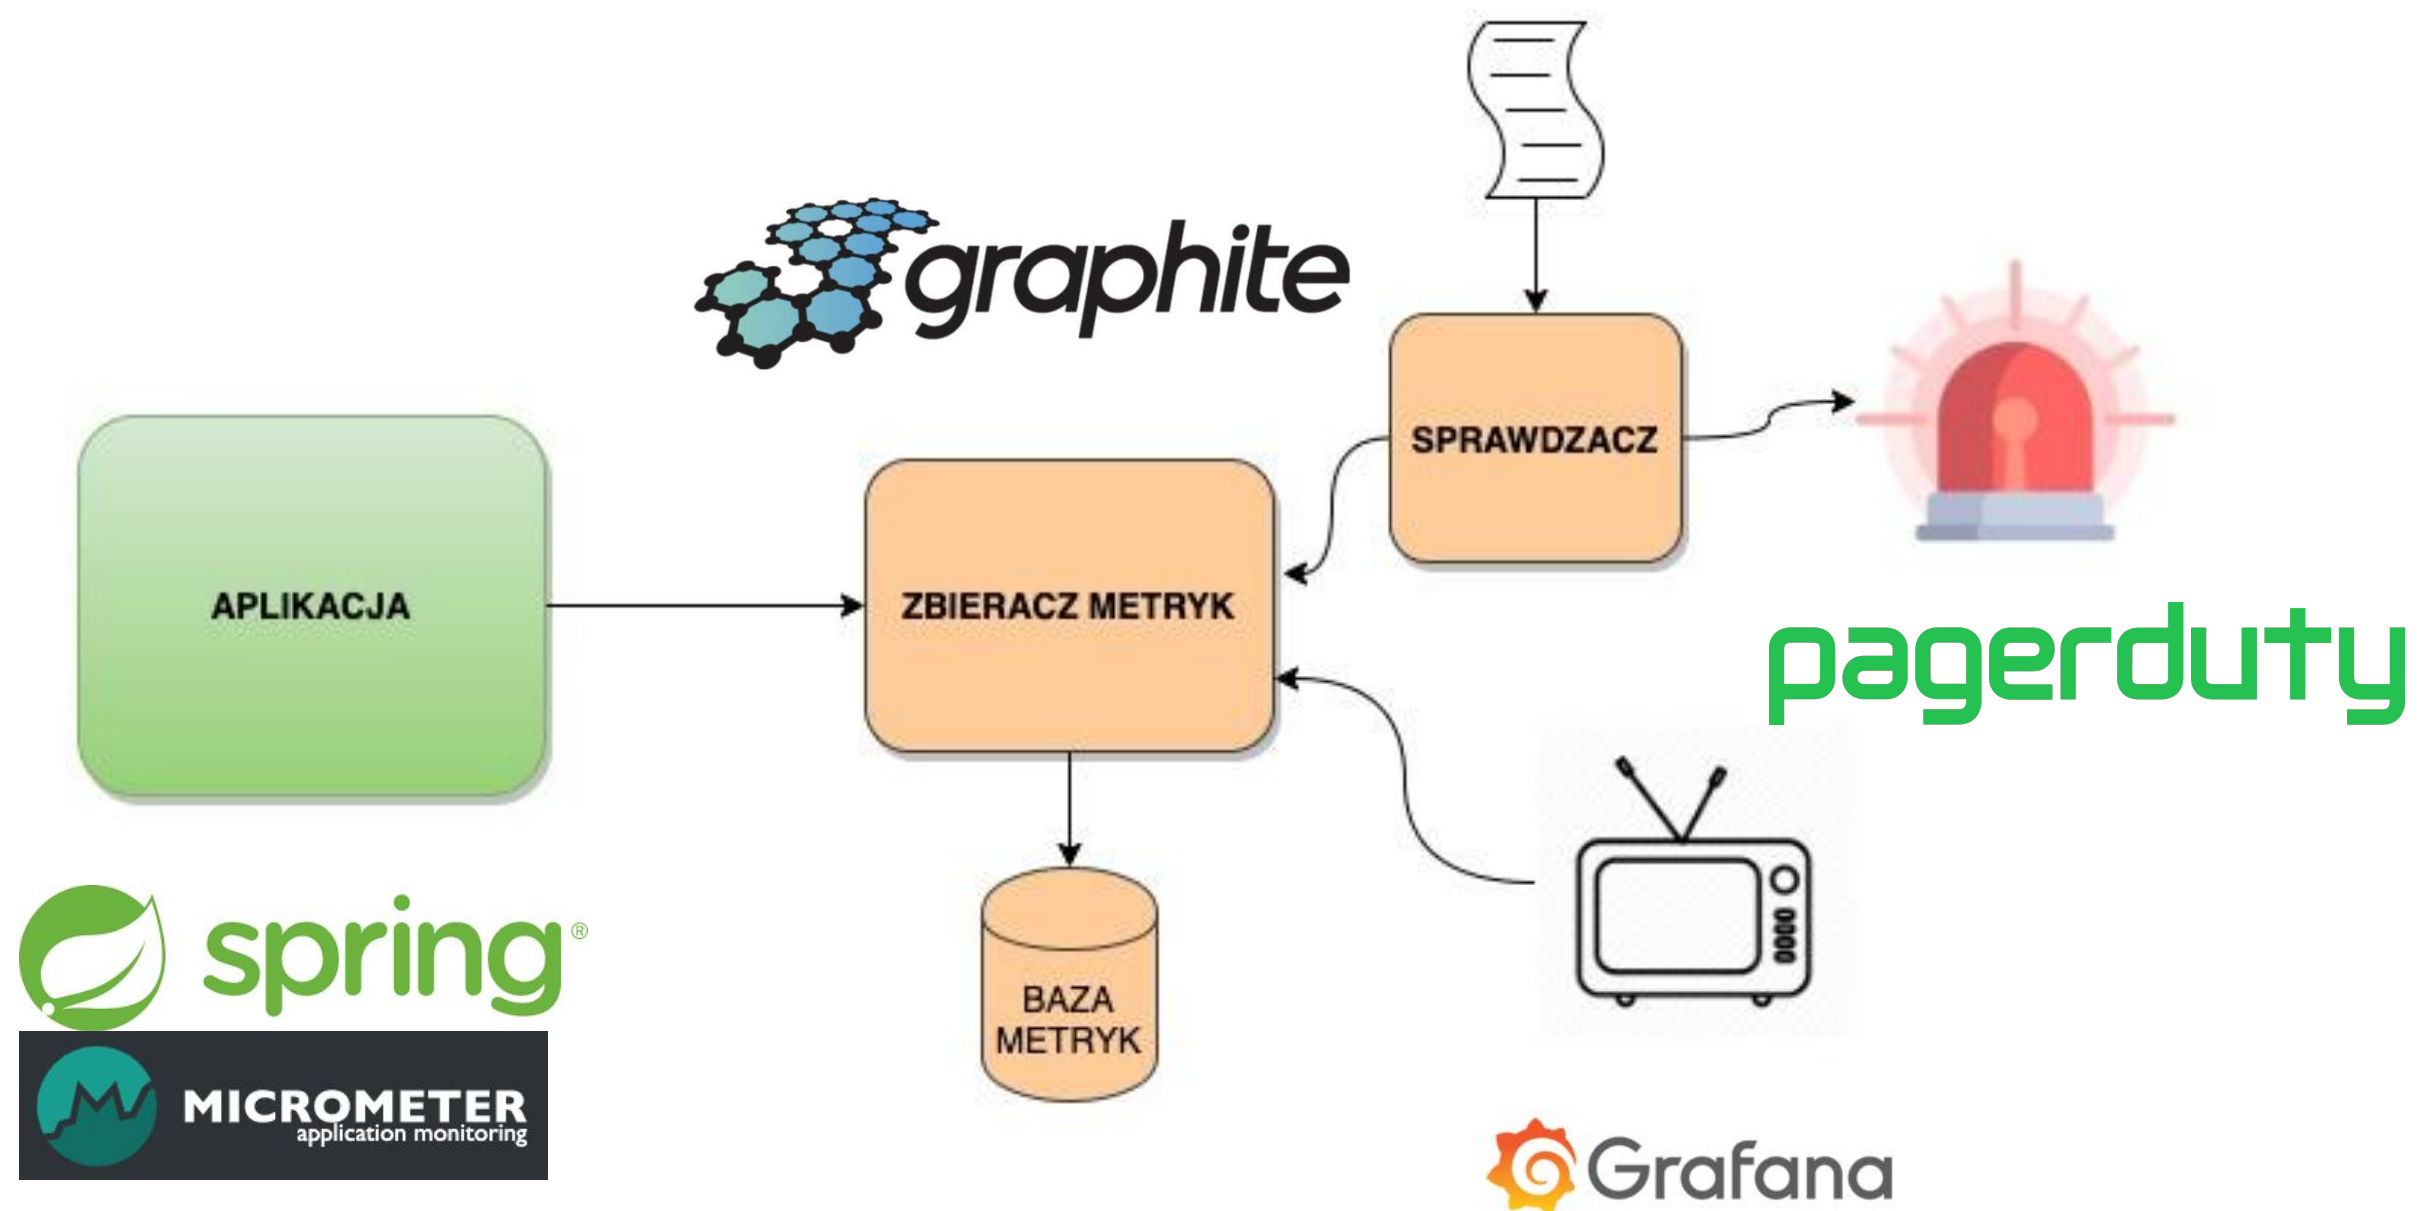 graphite
SPRAWDZACZ
APLIKACJA
ZBIERACZ METRYK
pagerduty
spring®
BAZA
METRYK
MICROMETER
application monitoring
Grafana